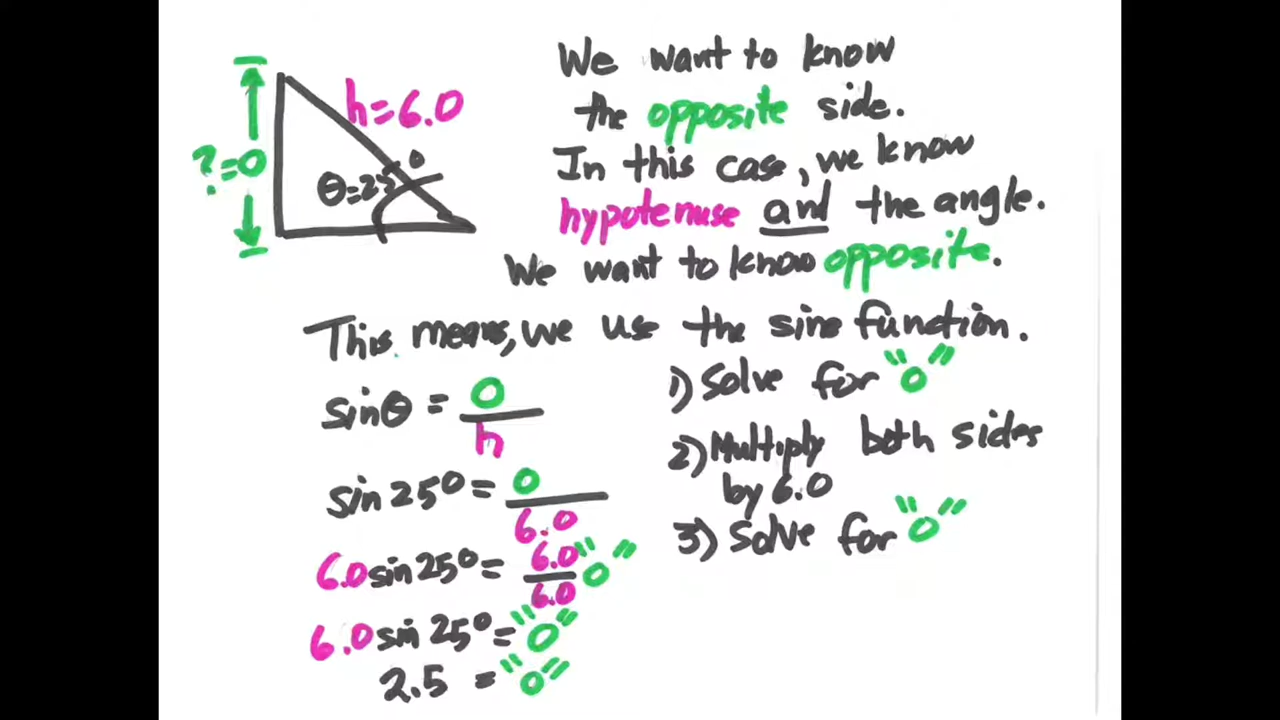 h=6.0
?=o
θ=25°
We want to know
the opposite side.
In this case, we know
hypotenuse and the angle.
We want to know opposite.
This means, we use the sine function.
sinθ = o/h
sin 25° = o/6.0
6.0 sin 25° = 6.0/6.0 "o"
6.0 sin 25° = "o"
2.5 = "o"
1) Solve for "o"
2) Multiply both sides
by 6.0
3) Solve for "o"